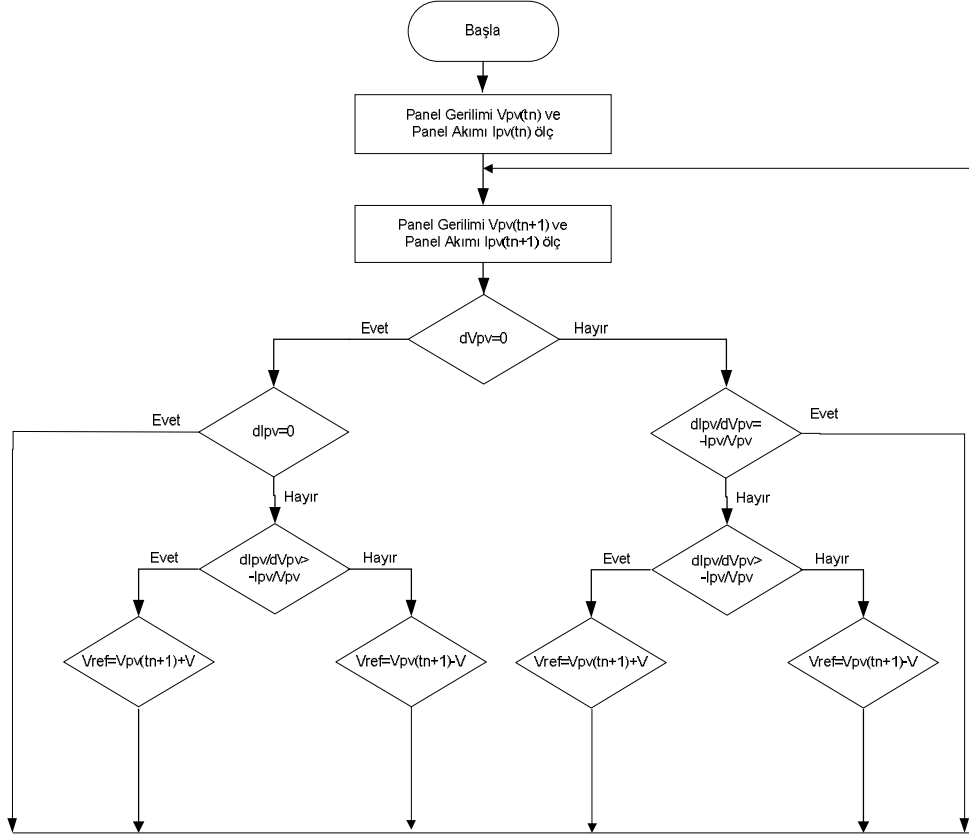 Başla
Panel Gerilimi Vpv(tn) ve
Panel Akımı Ipv(tn) ölç
Panel Gerilimi Vpv(tn+1) ve
Panel Akımı Ipv(tn+1) ölç
Evet
dVpv=0
Hayır
Evet
dIpv=0
dIpv/dVpv=
-Ipv/Vpv
Evet
Hayır
Hayır
Evet
dIpv/dVpv>
-Ipv/Vpv
Hayır
Evet
dIpv/dVpv>
-Ipv/Vpv
Hayır
Vref=Vpv(tn+1)+V
Vref=Vpv(tn+1)-V
Vref=Vpv(tn+1)+V
Vref=Vpv(tn+1)-V